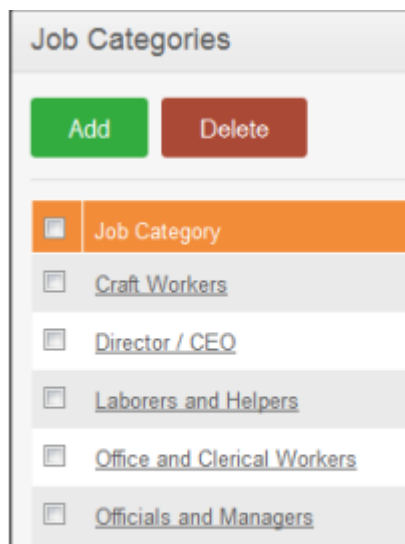 Job Categories
Add Delete
Job Category
Craft Workers
Director / CEO
Laborers and Helpers
Office and Clerical Workers
Officials and Managers